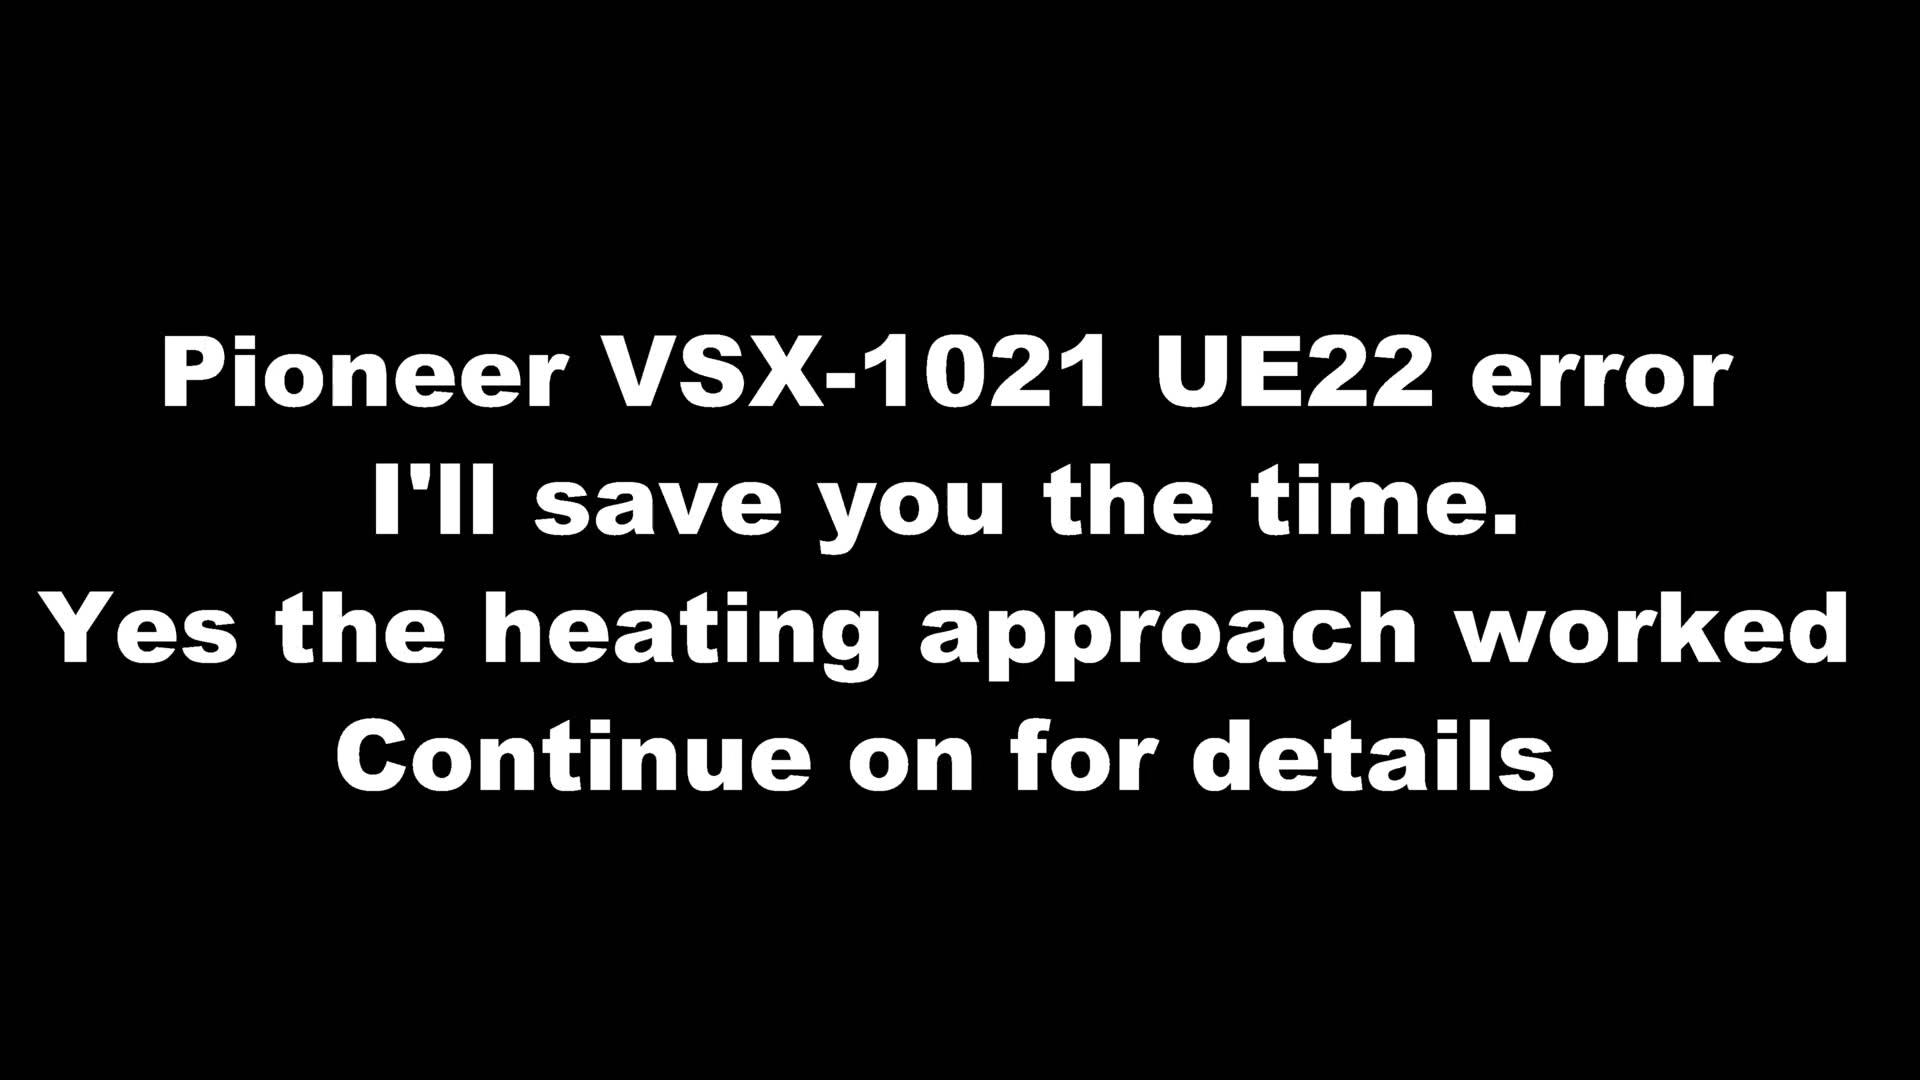 Pioneer VSX-1021 UE22 error
I'll save you the time.
Yes the heating approach worked
Continue on for details